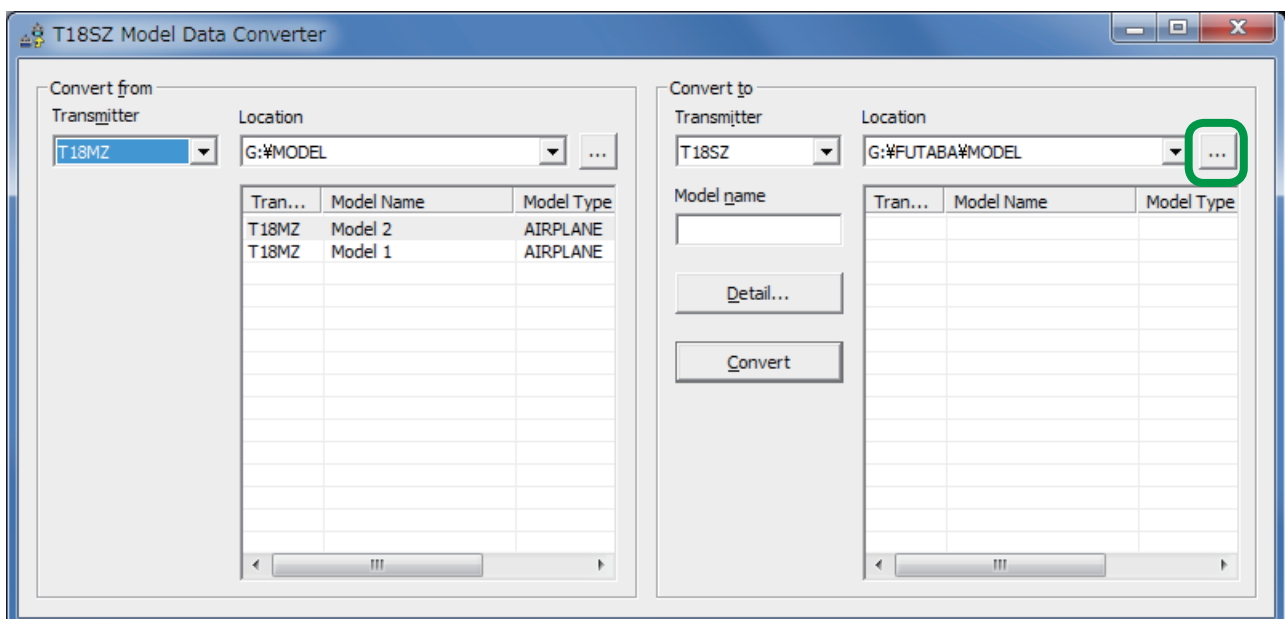 T18SZ Model Data Converter
Convert from
Transmitter
Location
T18MZ
G:¥MODEL
...
Tran... Model Name Model Type
T18MZ Model 2 AIRPLANE
T18MZ Model 1 AIRPLANE
Convert to
Transmitter
Location
T18SZ
G:¥FUTABA¥MODEL
...
Model name
Detail...
Convert
Tran... Model Name Model Type